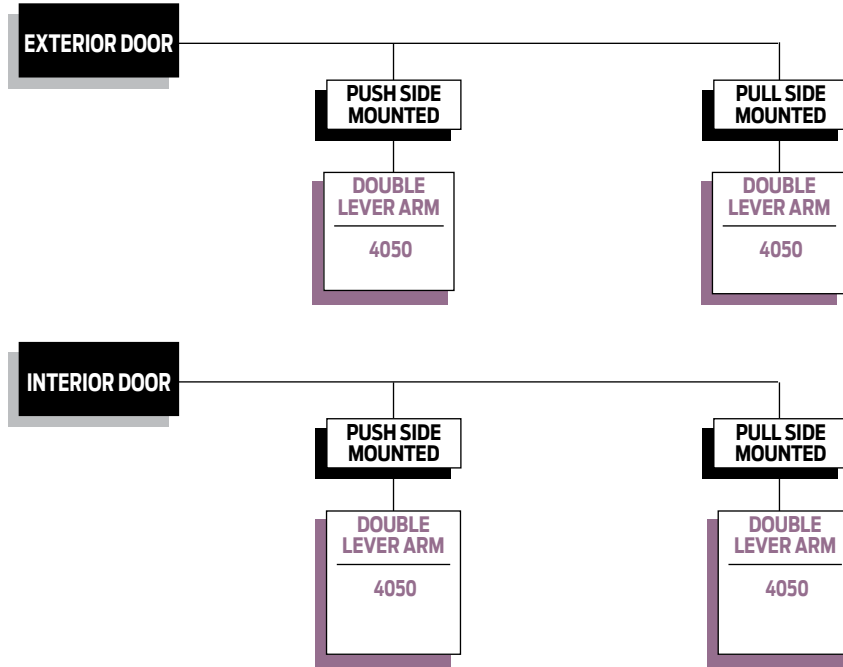 EXTERIOR DOOR
PUSH SIDE
MOUNTED
DOUBLE
LEVER ARM
4050
PULL SIDE
MOUNTED
DOUBLE
LEVER ARM
4050
INTERIOR DOOR
PUSH SIDE
MOUNTED
DOUBLE
LEVER ARM
4050
PULL SIDE
MOUNTED
DOUBLE
LEVER ARM
4050